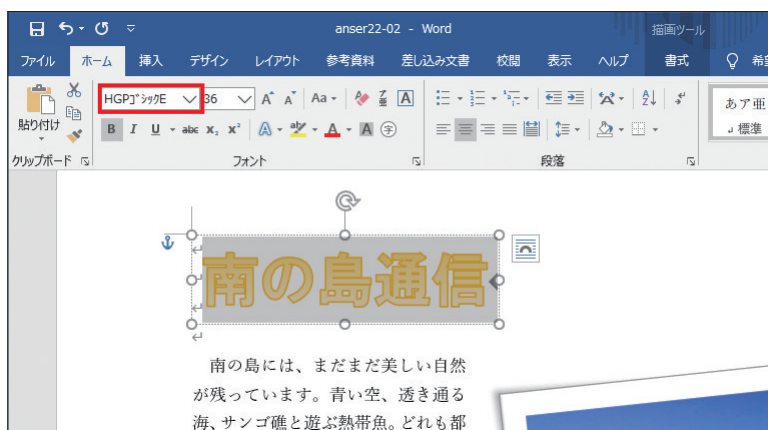 anser22-02 - Word
描画ツール
ファイル ホーム 挿入 デザイン レイアウト 参考資料 差し込み文書 校閲 表示 ヘルプ 書式
貼り付け HGPゴシックE 36 A A Aa A
B I U abc X₂ X² A ab A A 字
A Z
あア亜
標準
クリップボード フォント 段落
南の島通信
南の島には、まだまだ美しい自然
が残っています。青い空、透き通る
海、サンゴ礁と遊ぶ熱帯魚。どれも都